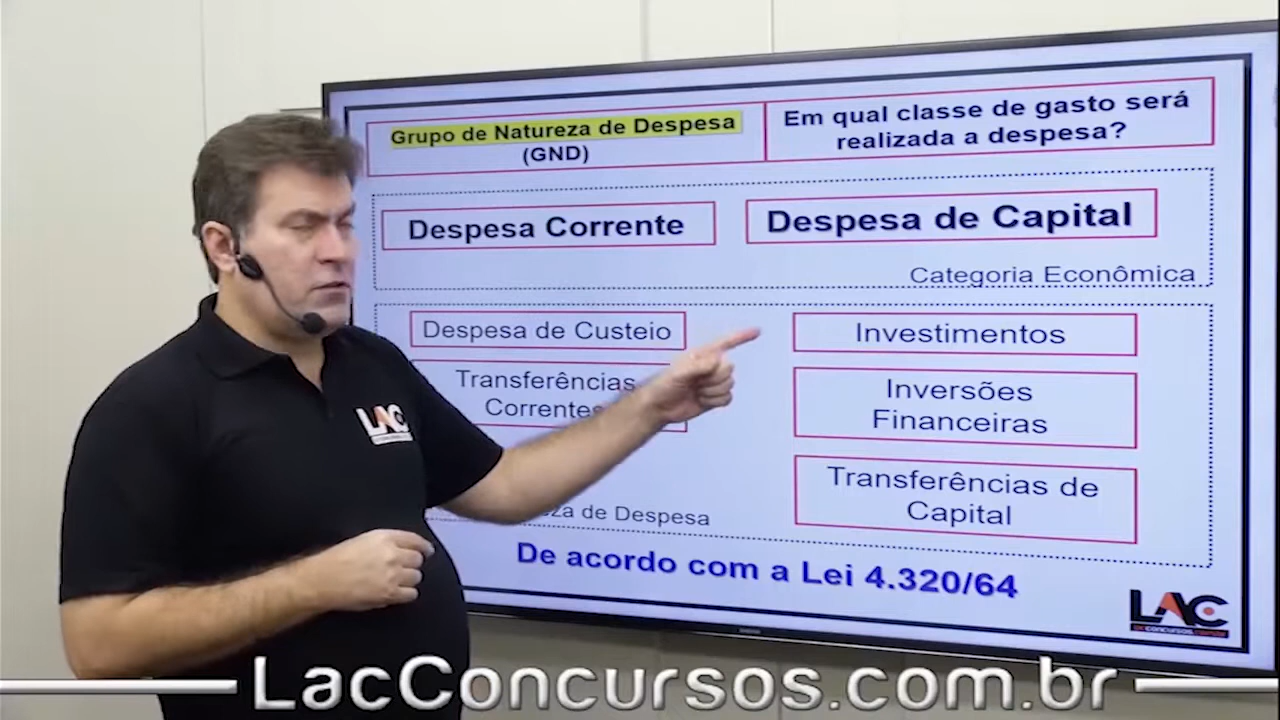 Grupo de Natureza de Despesa
(GND)
Em qual classe de gasto será
realizada a despesa?
Despesa Corrente
Despesa de Capital
Categoria Econômica
Despesa de Custeio
Transferências
Correntes
Investimentos
Inversões
Financeiras
Transferências de
Capital
de Despesa
De acordo com a Lei 4.320/64
LAC
LAC
LacConcursos.com.br